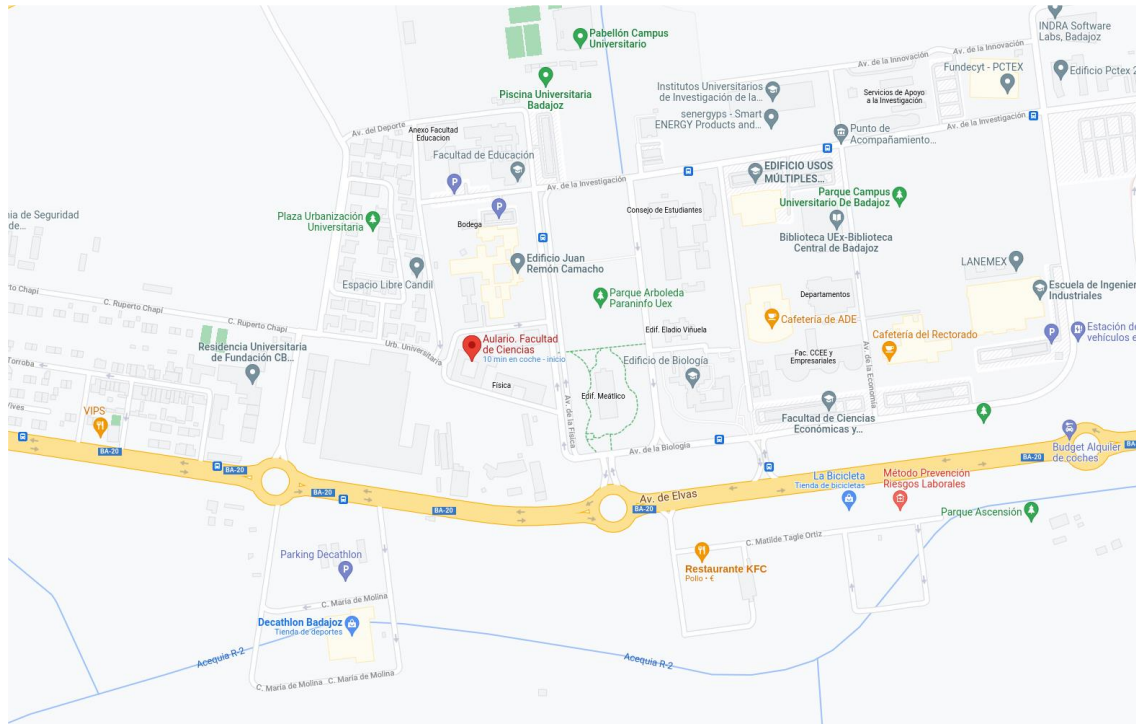 INDRA Software
Labs, Badajoz
Pabellón Campus
Universitario
Av. de la Innovación
Av. de la Innovación
Fundecyt - PCTEX
Edificio Pctex 2
Piscina Universitaria
Badajoz
Institutos Universitarios
de Investigación de la...
Servicios de Apoyo
a la Investigación
senergyps - Smart
ENERGY Products and...
Av. del Deporte
Anexo Facultad
Educacion
Punto de
Acompañamiento...
Av. de la Investigación
Facultad de Educación
EDIFICIO USOS
MÚLTIPLES...
P
Av. de la Investigación
Parque Campus
Universitario De Badajoz
P
Consejo de Estudiantes
Plaza Urbanización
Universitaria
Bodega
ia de Seguridad
de...
Biblioteca UEx-Biblioteca
Central de Badajoz
Edificio Juan
Remón Camacho
LANEMEX
Espacio Libre Candil
Parque Arboleda
Paraninfo Uex
Departamentos
Escuela de Ingenier
Industriales
erto Chapí
C. Ruperto Chapí
C. Ruperto Chapí
Cafetería de ADE
Edif. Eladio Viñuela
Cafetería del Rectorado
P
Estación de
vehículos e
Residencia Universitaria
de Fundación CB...
Urb. Universitaria
Aulario. Facultad
de Ciencias
10 min en coche - inicio
Edificio de Biología
Fac. CCEE y
Empresariales
Av. de la Economía
Torroba
Física
Edif. Meátlico
Vives
VIPS
Av. de la Física
Facultad de Ciencias
Económicas y...
Av. de la Biología
Budget Alquiler
de coches
BA-20
BA-20
BA-20
BA-20
BA-20
BA-20
BA-20
Av. de Elvas
La Bicicleta
Tienda de bicicletas
Método Prevención
Riesgos Laborales
Parque Ascensión
C. Matilde Tagle Ortiz
Parking Decathlon
P
Restaurante KFC
Pollo • €
C. María de Molina
Decathlon Badajoz
Tienda de deportes
Acequia R-2
Acequia R-2
C. María de Molina
C. María de Molina